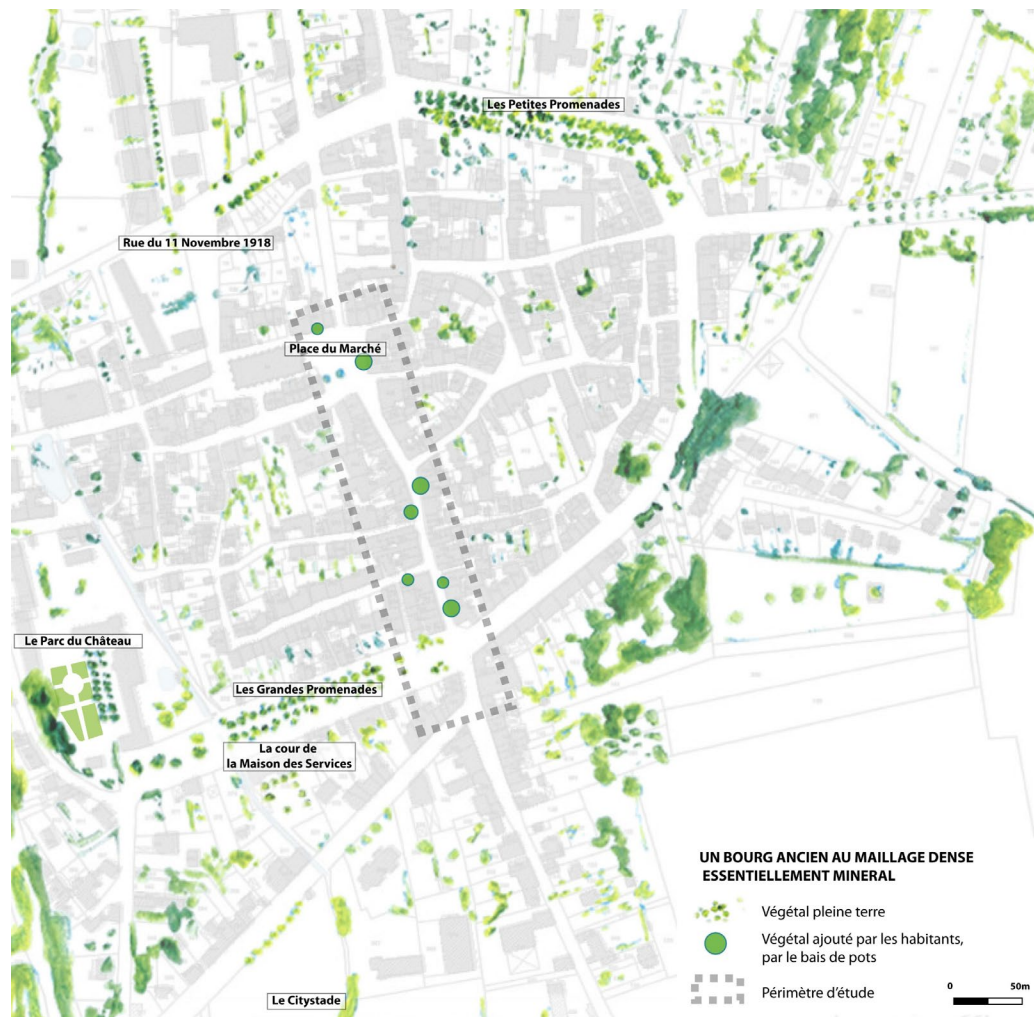 Les Petites Promenades
Rue du 11 Novembre 1918
Place du Marché
Le Parc du Château
Les Grandes Promenades
La cour de
la Maison des Services
UN BOURG ANCIEN AU MAILLAGE DENSE
ESSENTIELLEMENT MINERAL
Végétal pleine terre
Végétal ajouté par les habitants,
par le bais de pots
Périmètre d'étude
0 50m
Le Citystade